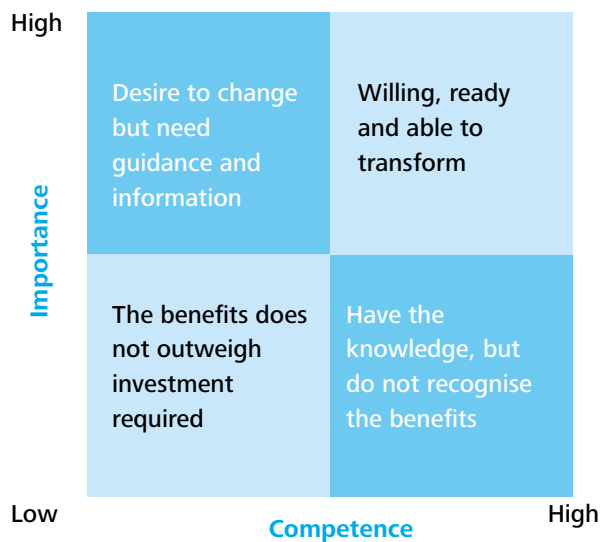 High
Desire to change
but need
guidance and
information
Willing, ready
and able to
transform
Importance
The benefits does
not outweigh
investment
required
Have the
knowledge, but
do not recognise
the benefits
Low
Competence
High